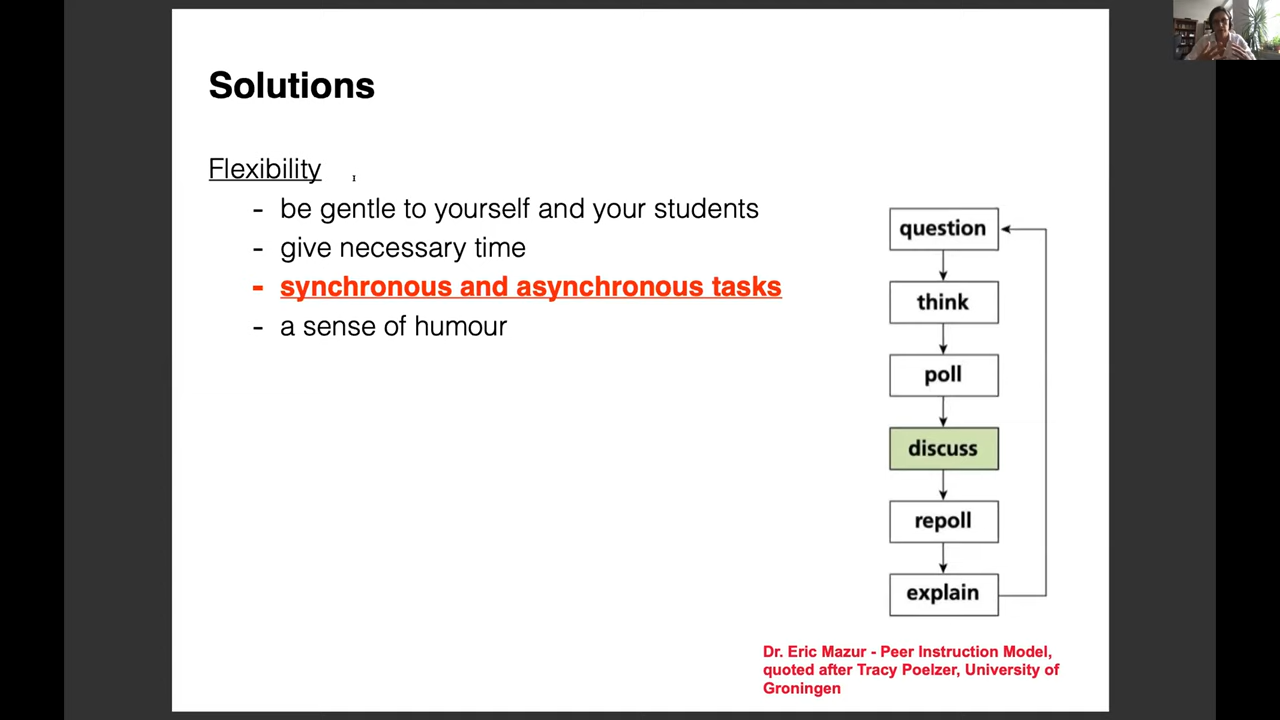 Solutions
Flexibility
- be gentle to yourself and your students
- give necessary time
- synchronous and asynchronous tasks
- a sense of humour
question
think
poll
discuss
repoll
explain
Dr. Eric Mazur - Peer Instruction Model,
quoted after Tracy Poelzer, University of
Groningen